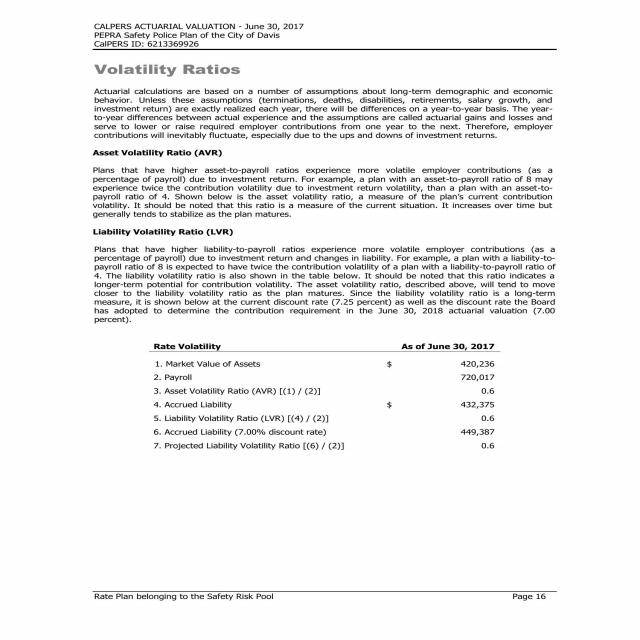 CALPERS ACTUARIAL VALUATION - June 30, 2017
PEPRA Safety Police Plan of the City of Davis
CalPERS ID: 6213369926
Volatility Ratios
Actuarial calculations are based on a number of assumptions about long-term demographic and economic
behavior. Unless these assumptions (terminations, deaths, disabilities, retirements, salary growth, and
investment return) are exactly realized each year, there will be differences on a year-to-year basis. The year-
to-year differences between actual experience and the assumptions are called actuarial gains and losses and
serve to lower or raise required employer contributions from one year to the next. Therefore, employer
contributions will inevitably fluctuate, especially due to the ups and downs of investment returns.
Asset Volatility Ratio (AVR)
Plans that have higher asset-to-payroll ratios experience more volatile employer contributions (as a
percentage of payroll) due to investment return. For example, a plan with an asset-to-payroll ratio of 8 may
experience twice the contribution volatility due to investment return volatility, than a plan with an asset-to-
payroll ratio of 4. Shown below is the asset volatility ratio, a measure of the plan's current contribution
volatility. It should be noted that this ratio is a measure of the current situation. It increases over time but
generally tends to stabilize as the plan matures.
Liability Volatility Ratio (LVR)
Plans that have higher liability-to-payroll ratios experience more volatile employer contributions (as a
percentage of payroll) due to investment return and changes in liability. For example, a plan with a liability-to-
payroll ratio of 8 is expected to have twice the contribution volatility of a plan with a liability-to-payroll ratio of
4. The liability volatility ratio is also shown in the table below. It should be noted that this ratio indicates a
longer-term potential for contribution volatility. The asset volatility ratio, described above, will tend to move
closer to the liability volatility ratio as the plan matures. Since the liability volatility ratio is a long-term
measure, it is shown below at the current discount rate (7.25 percent) as well as the discount rate the Board
has adopted to determine the contribution requirement in the June 30, 2018 actuarial valuation (7.00
percent).
Rate Volatility As of June 30, 2017
1. Market Value of Assets $ 420,236
2. Payroll 720,017
3. Asset Volatility Ratio (AVR) [(1) / (2)] 0.6
4. Accrued Liability $ 432,375
5. Liability Volatility Ratio (LVR) [(4) / (2)] 0.6
6. Accrued Liability (7.00% discount rate) 449,387
7. Projected Liability Volatility Ratio [(6) / (2)] 0.6
Rate Plan belonging to the Safety Risk Pool Page 16